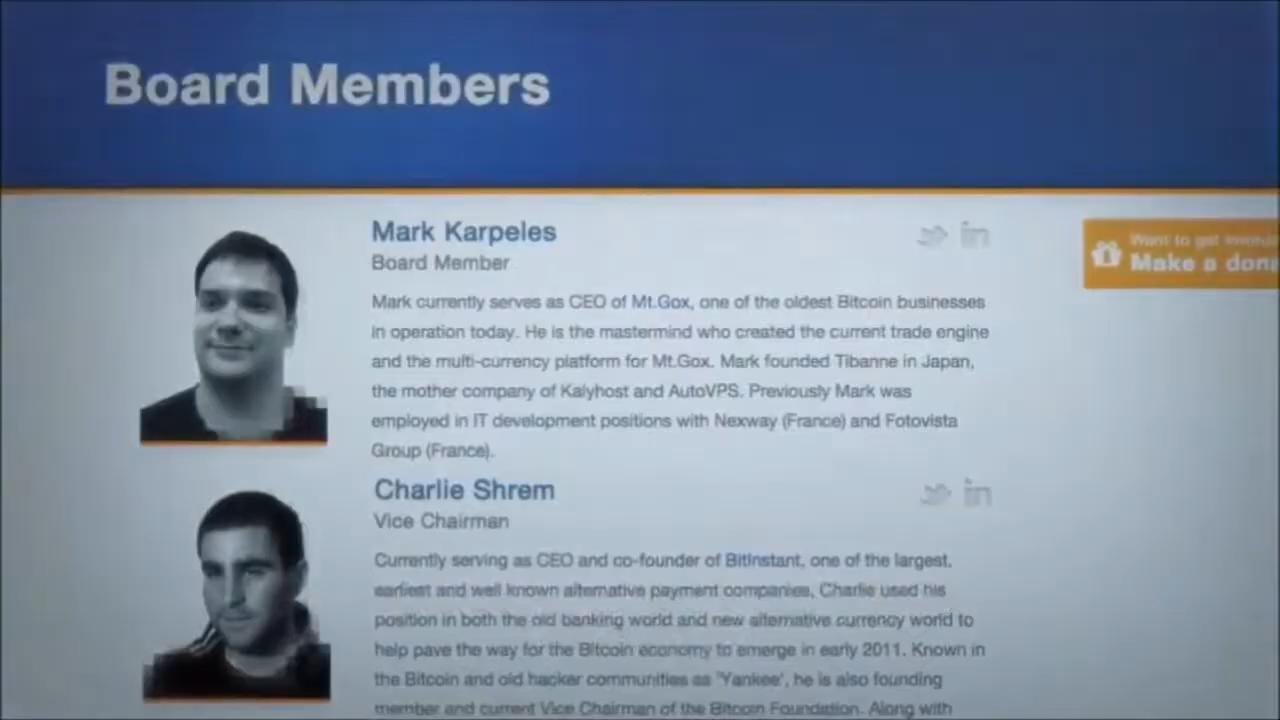 Board Members
Mark Karpeles
in
Board Member
Want to get
Make a
Mark currently serves as CEO of Mt.Gox, one of the oldest Bitcoin businesses
in operation today. He is the mastermind who created the current trade engine
and the multi-currency platform for Mt.Gox. Mark founded Tibanne in Japan,
the mother company of Kalyhost and AutoVPS. Previously Mark was
employed in IT development positions with Nexway (France) and Fotovista
Group (France).
Charlie Shrem
in
Vice Chairman
Currently serving as CEO and co-founder of BitInstant, one of the largest,
earliest and well known alternative payment companies, Charlie used his
position in both the old banking world and new alternative currency world to
help pave the way for the Bitcoin economy to emerge in early 2011. Known in
the Bitcoin and old hacker communities as 'Yankee', he is also founding
member and current Vice Chairman of the Bitcoin Foundation. Along with